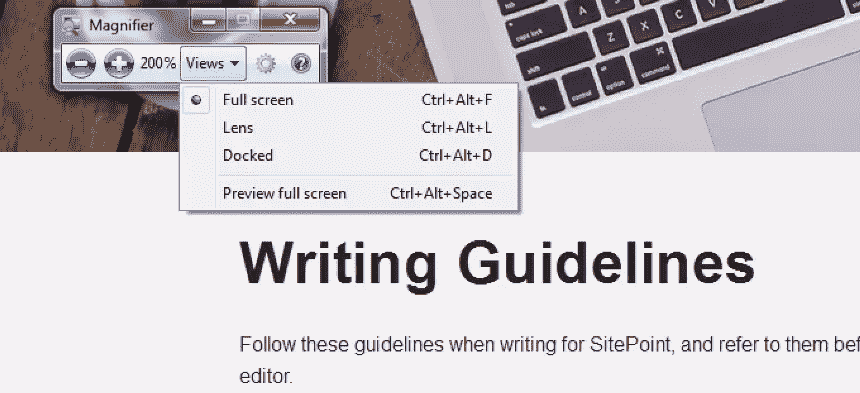 Magnifier
200% Views
Full screen Ctrl+Alt+F
Lens Ctrl+Alt+L
Docked Ctrl+Alt+D
Preview full screen Ctrl+Alt+Space
caps lock
A
Z
X
C
V
shift
fn
control
option
command
Writing Guidelines
Follow these guidelines when writing for SitePoint, and refer to them bef
editor.